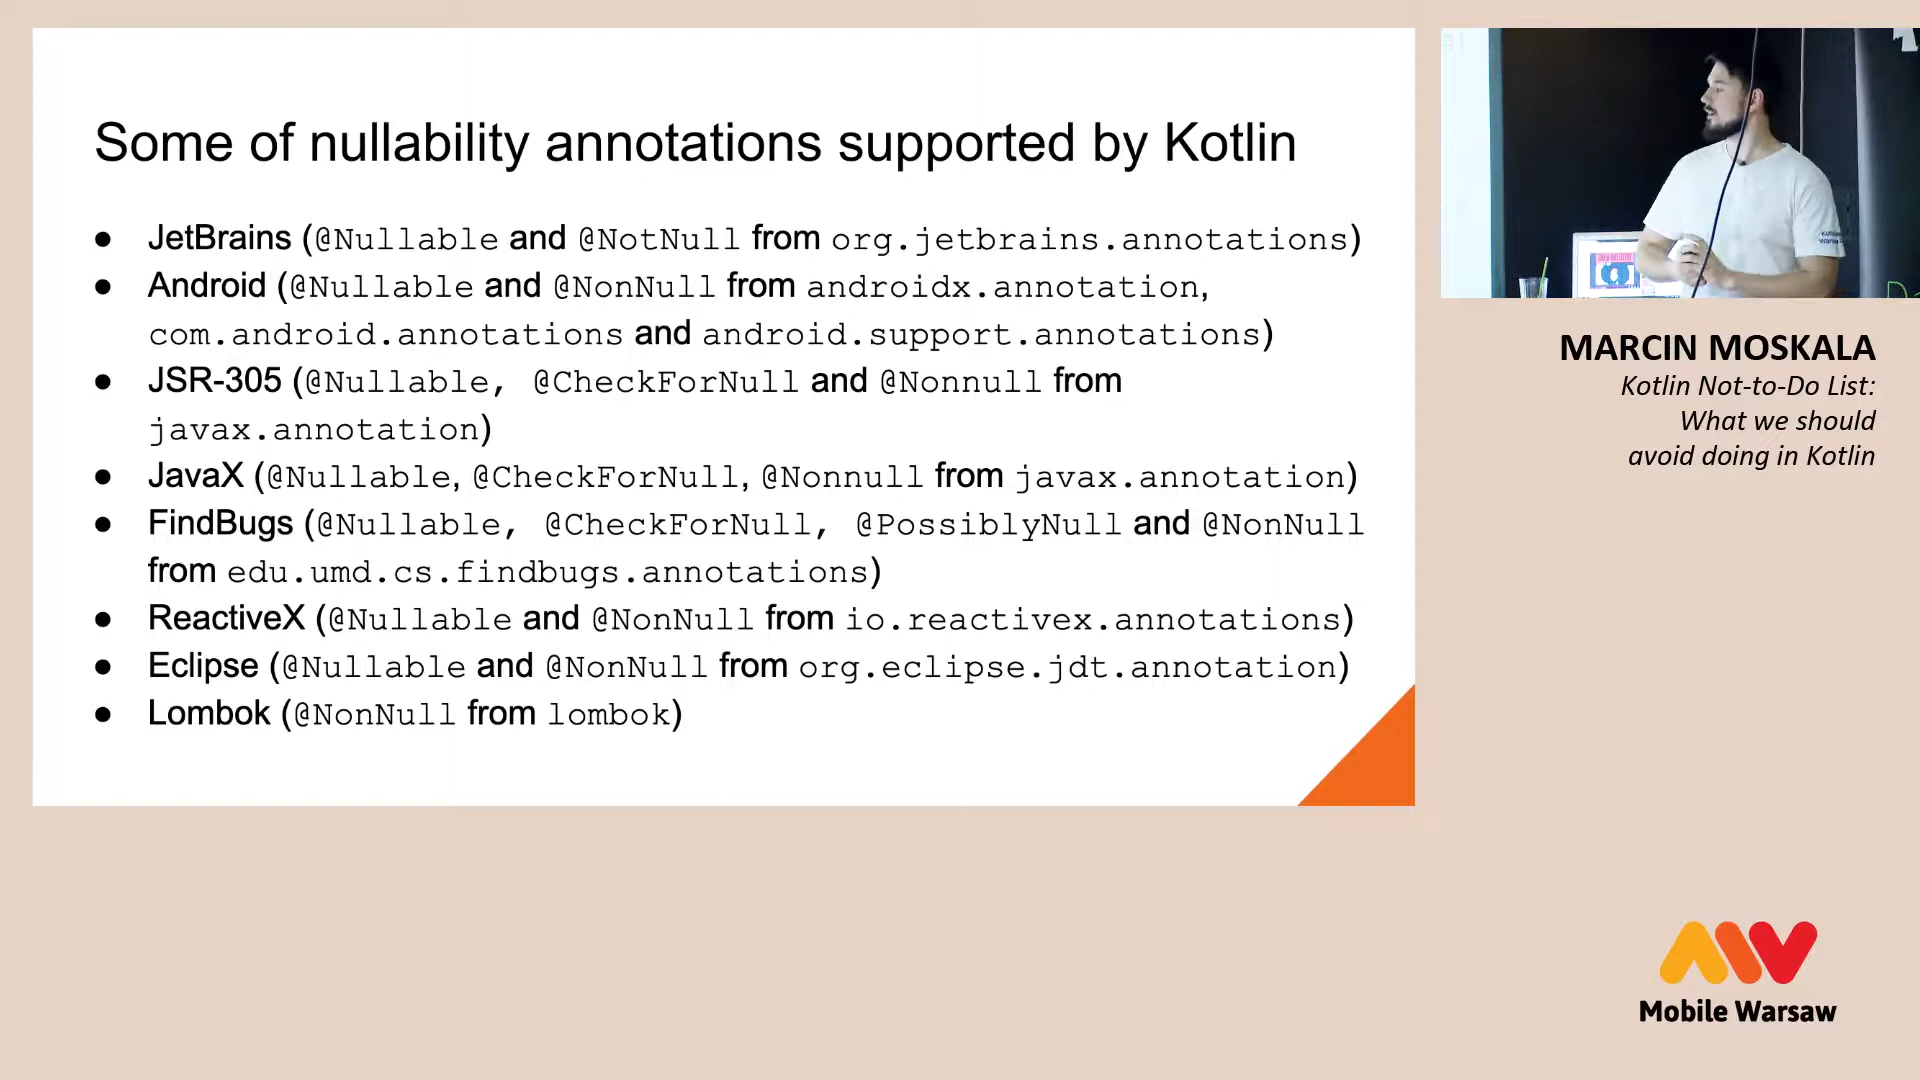 Some of nullability annotations supported by Kotlin
● JetBrains (@Nullable and @NotNull from org.jetbrains.annotations)
● Android (@Nullable and @NonNull from androidx.annotation,
com.android.annotations and android.support.annotations)
● JSR-305 (@Nullable, @CheckForNull and @Nonnull from
javax.annotation)
● JavaX (@Nullable, @CheckForNull, @Nonnull from javax.annotation)
● FindBugs (@Nullable, @CheckForNull, @PossiblyNull and @NonNull
from edu.umd.cs.findbugs.annotations)
● ReactiveX (@Nullable and @NonNull from io.reactivex.annotations)
● Eclipse (@Nullable and @NonNull from org.eclipse.jdt.annotation)
● Lombok (@NonNull from lombok)
MARCIN MOSKALA
Kotlin Not-to-Do List:
What we should
avoid doing in Kotlin
Mobile Warsaw